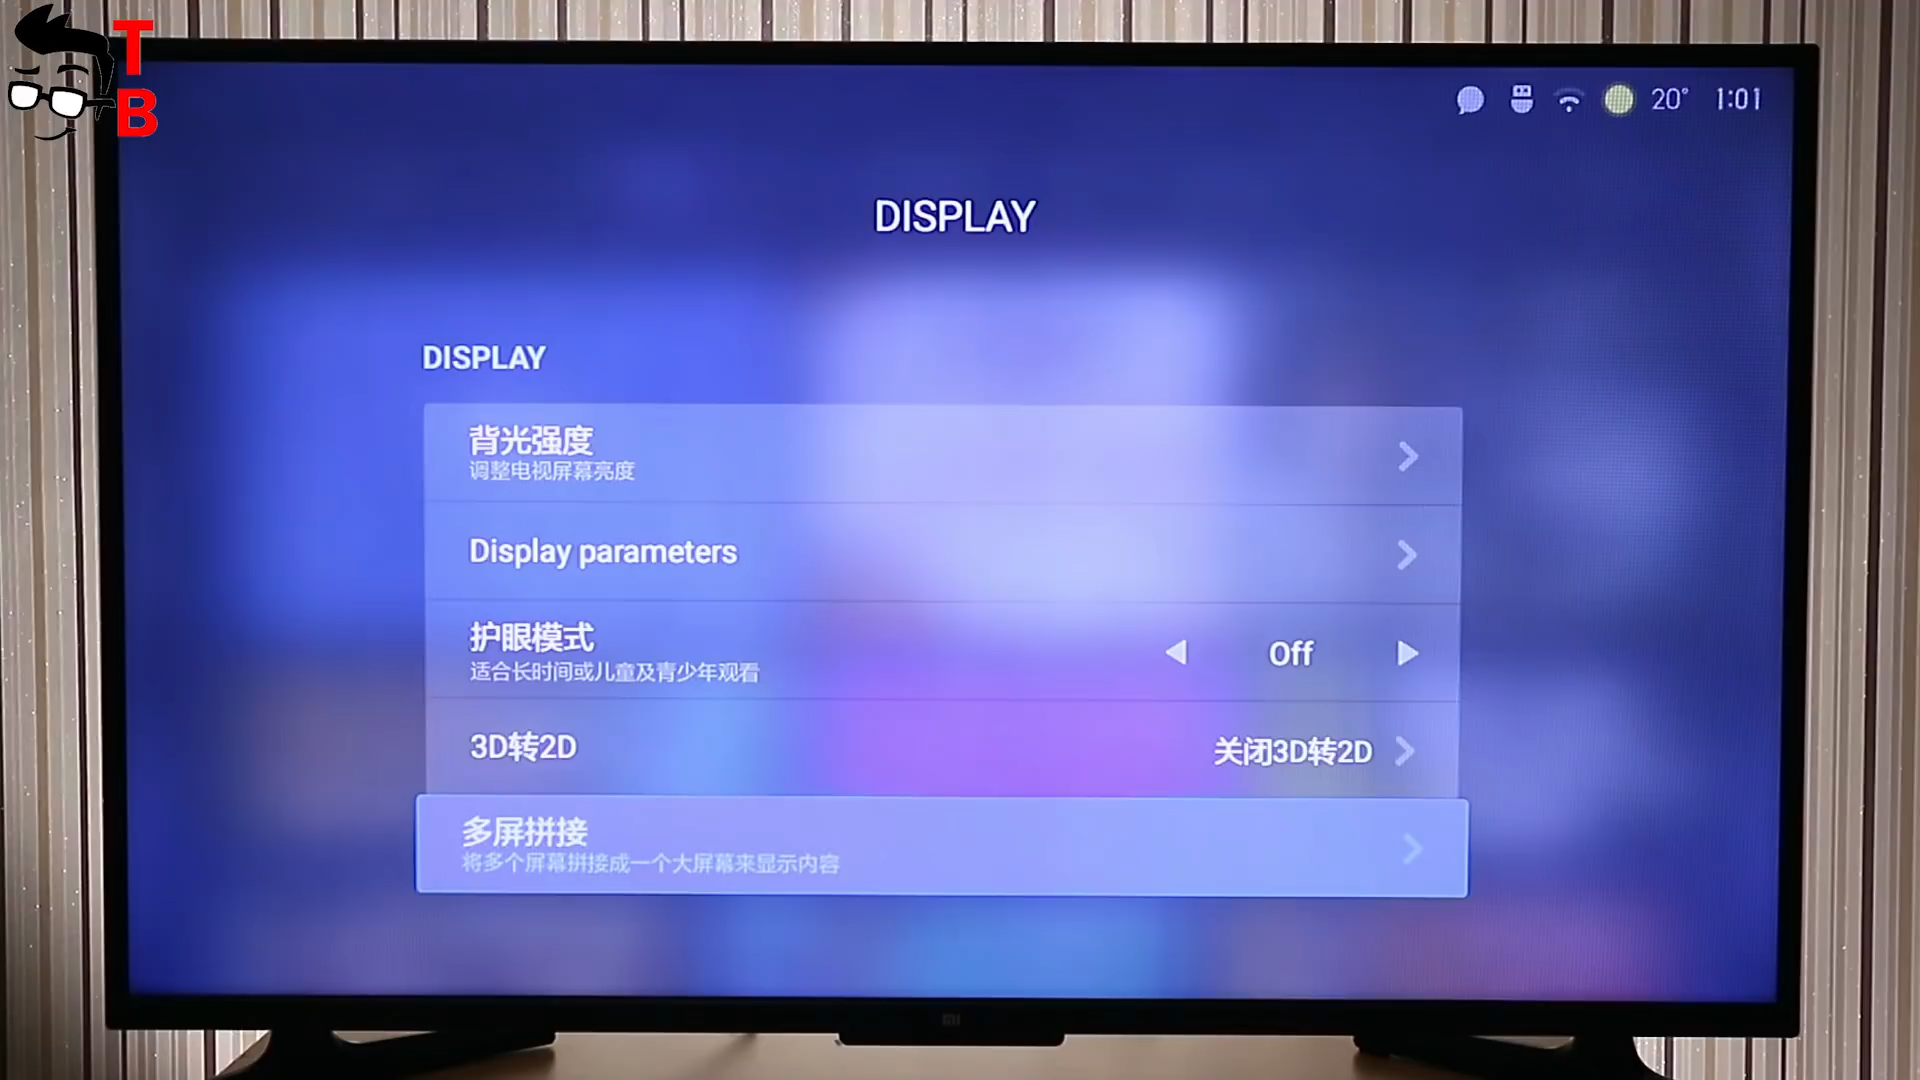 TB
20° 1:01
DISPLAY
DISPLAY
背光强度
调整电视屏幕亮度
Display parameters
护眼模式
适合长时间或儿童及青少年观看
Off
3D转2D
关闭3D转2D
多屏拼接
将多个屏幕拼接成一个大屏幕来显示内容
mi